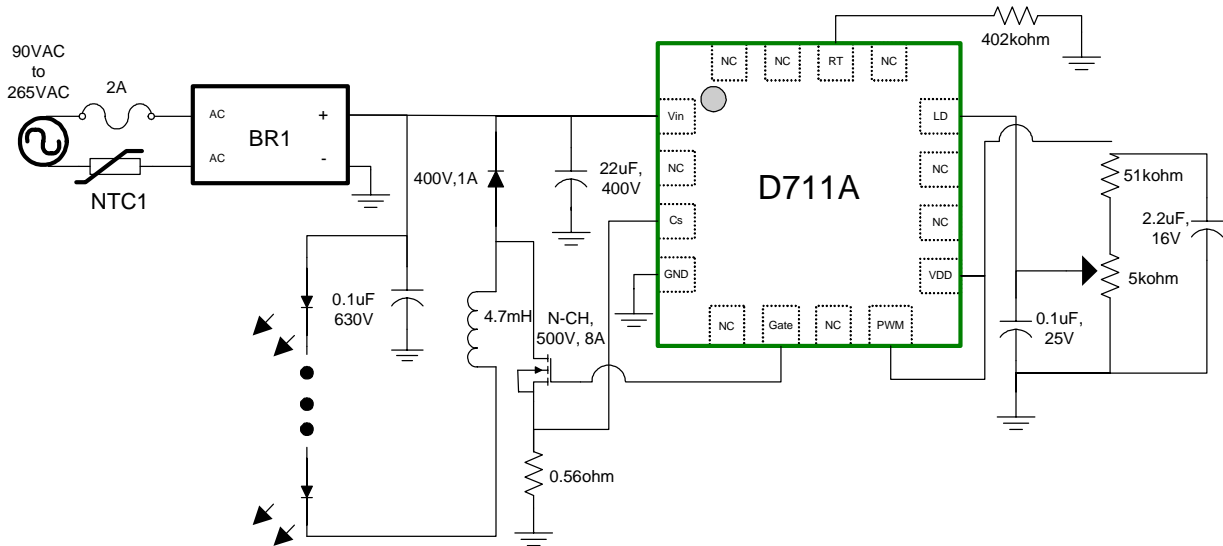 90VAC
to
265VAC
2A
NTC1
AC
AC
BR1
+
-
400V,1A
22uF,
400V
0.1uF
630V
4.7mH
N-CH,
500V, 8A
0.56ohm
402kohm
NC
NC
RT
NC
Vin
NC
Cs
GND
D711A
LD
NC
NC
VDD
NC
Gate
NC
PWM
51kohm
5kohm
2.2uF,
16V
0.1uF,
25V